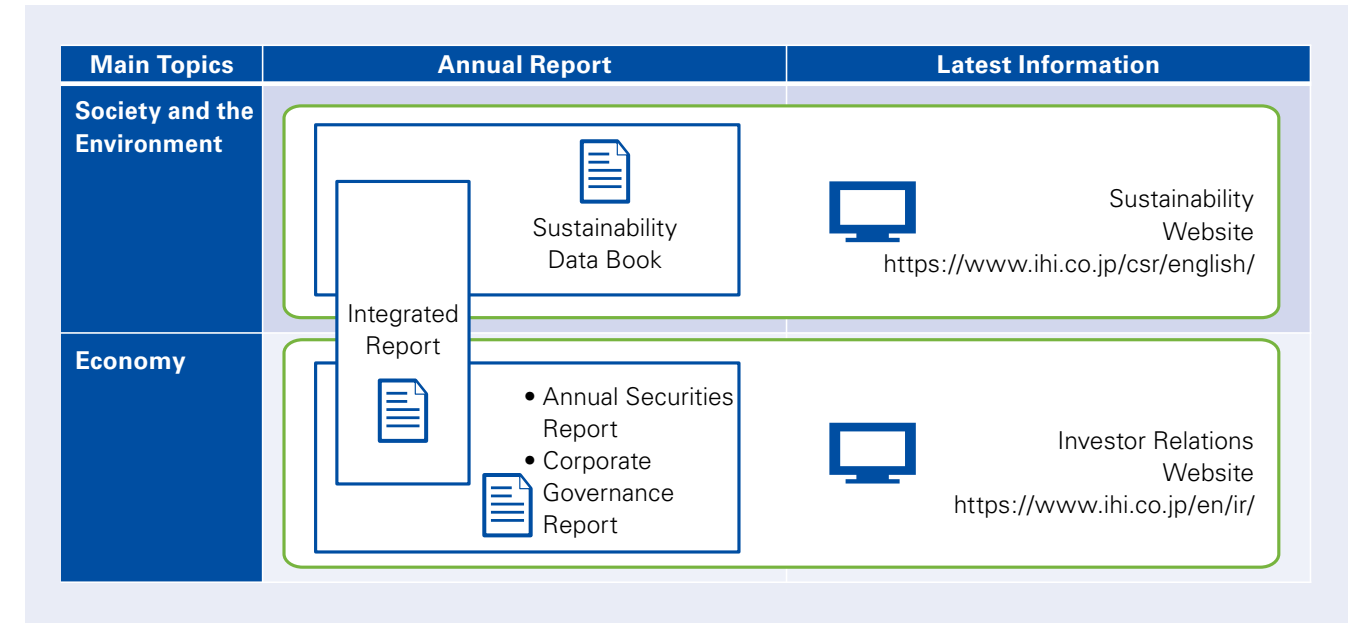 Main Topics
Annual Report
Latest Information
Society and the
Environment
Sustainability
Data Book
Sustainability
Website
https://www.ihi.co.jp/csr/english/
Integrated
Report
Economy
• Annual Securities
Report
• Corporate
Governance
Report
Investor Relations
Website
https://www.ihi.co.jp/en/ir/